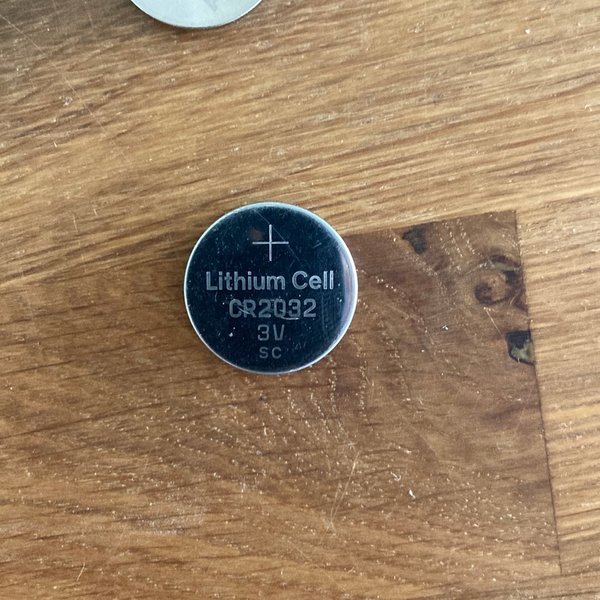 +
Lithium Cell
CR2032
3V
SC